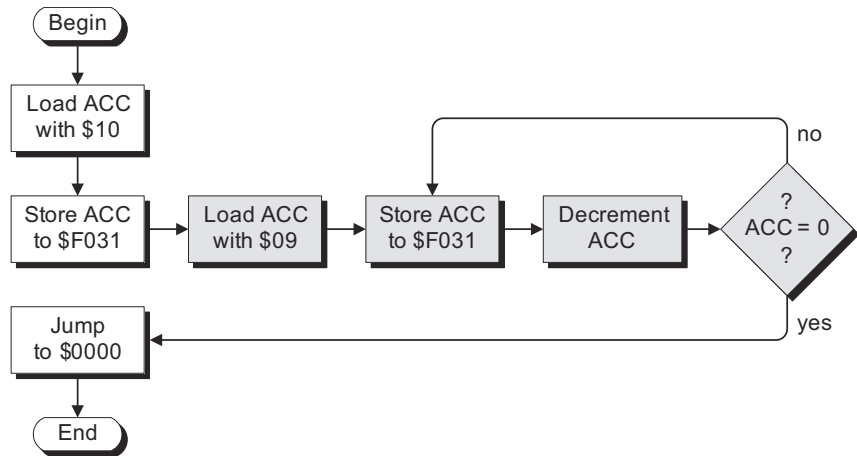 Begin
Load ACC
with $10
Store ACC
to $F031
Load ACC
with $09
Store ACC
to $F031
Decrement
ACC
?
ACC = 0
?
no
yes
Jump
to $0000
End